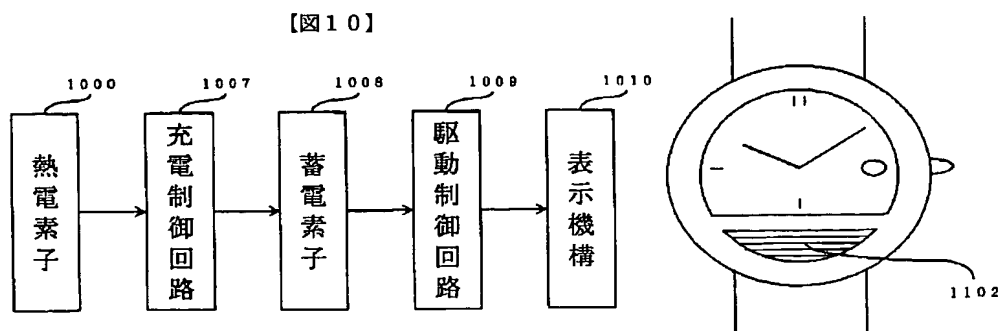 【図１０】
1000
1007
1008
1009
1010
熱電素子
充電制御回路
蓄電素子
駆動制御回路
表示機構
1102